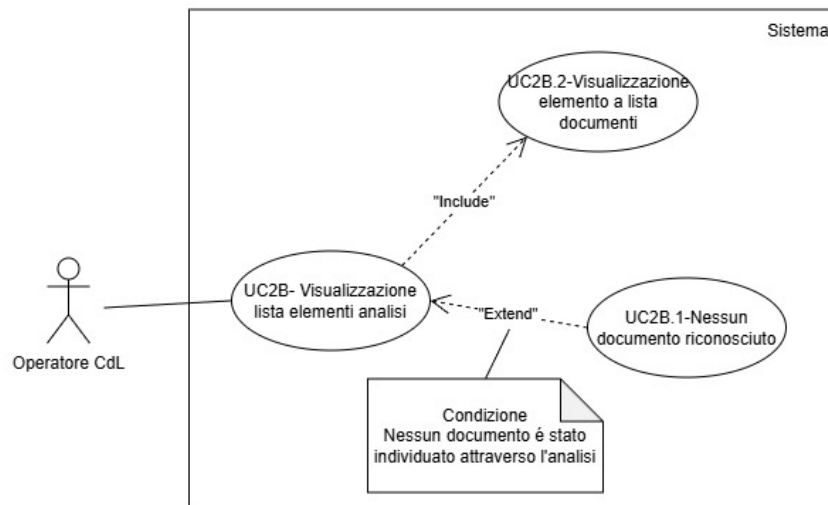 Sistema
UC2B.2-Visualizzazione
elemento a lista
documenti
"Include"
UC2B- Visualizzazione
lista elementi analisi
"Extend"
UC2B.1-Nessun
documento riconosciuto
Operatore CdL
Condizione
Nessun documento é stato
individuato attraverso l'analisi